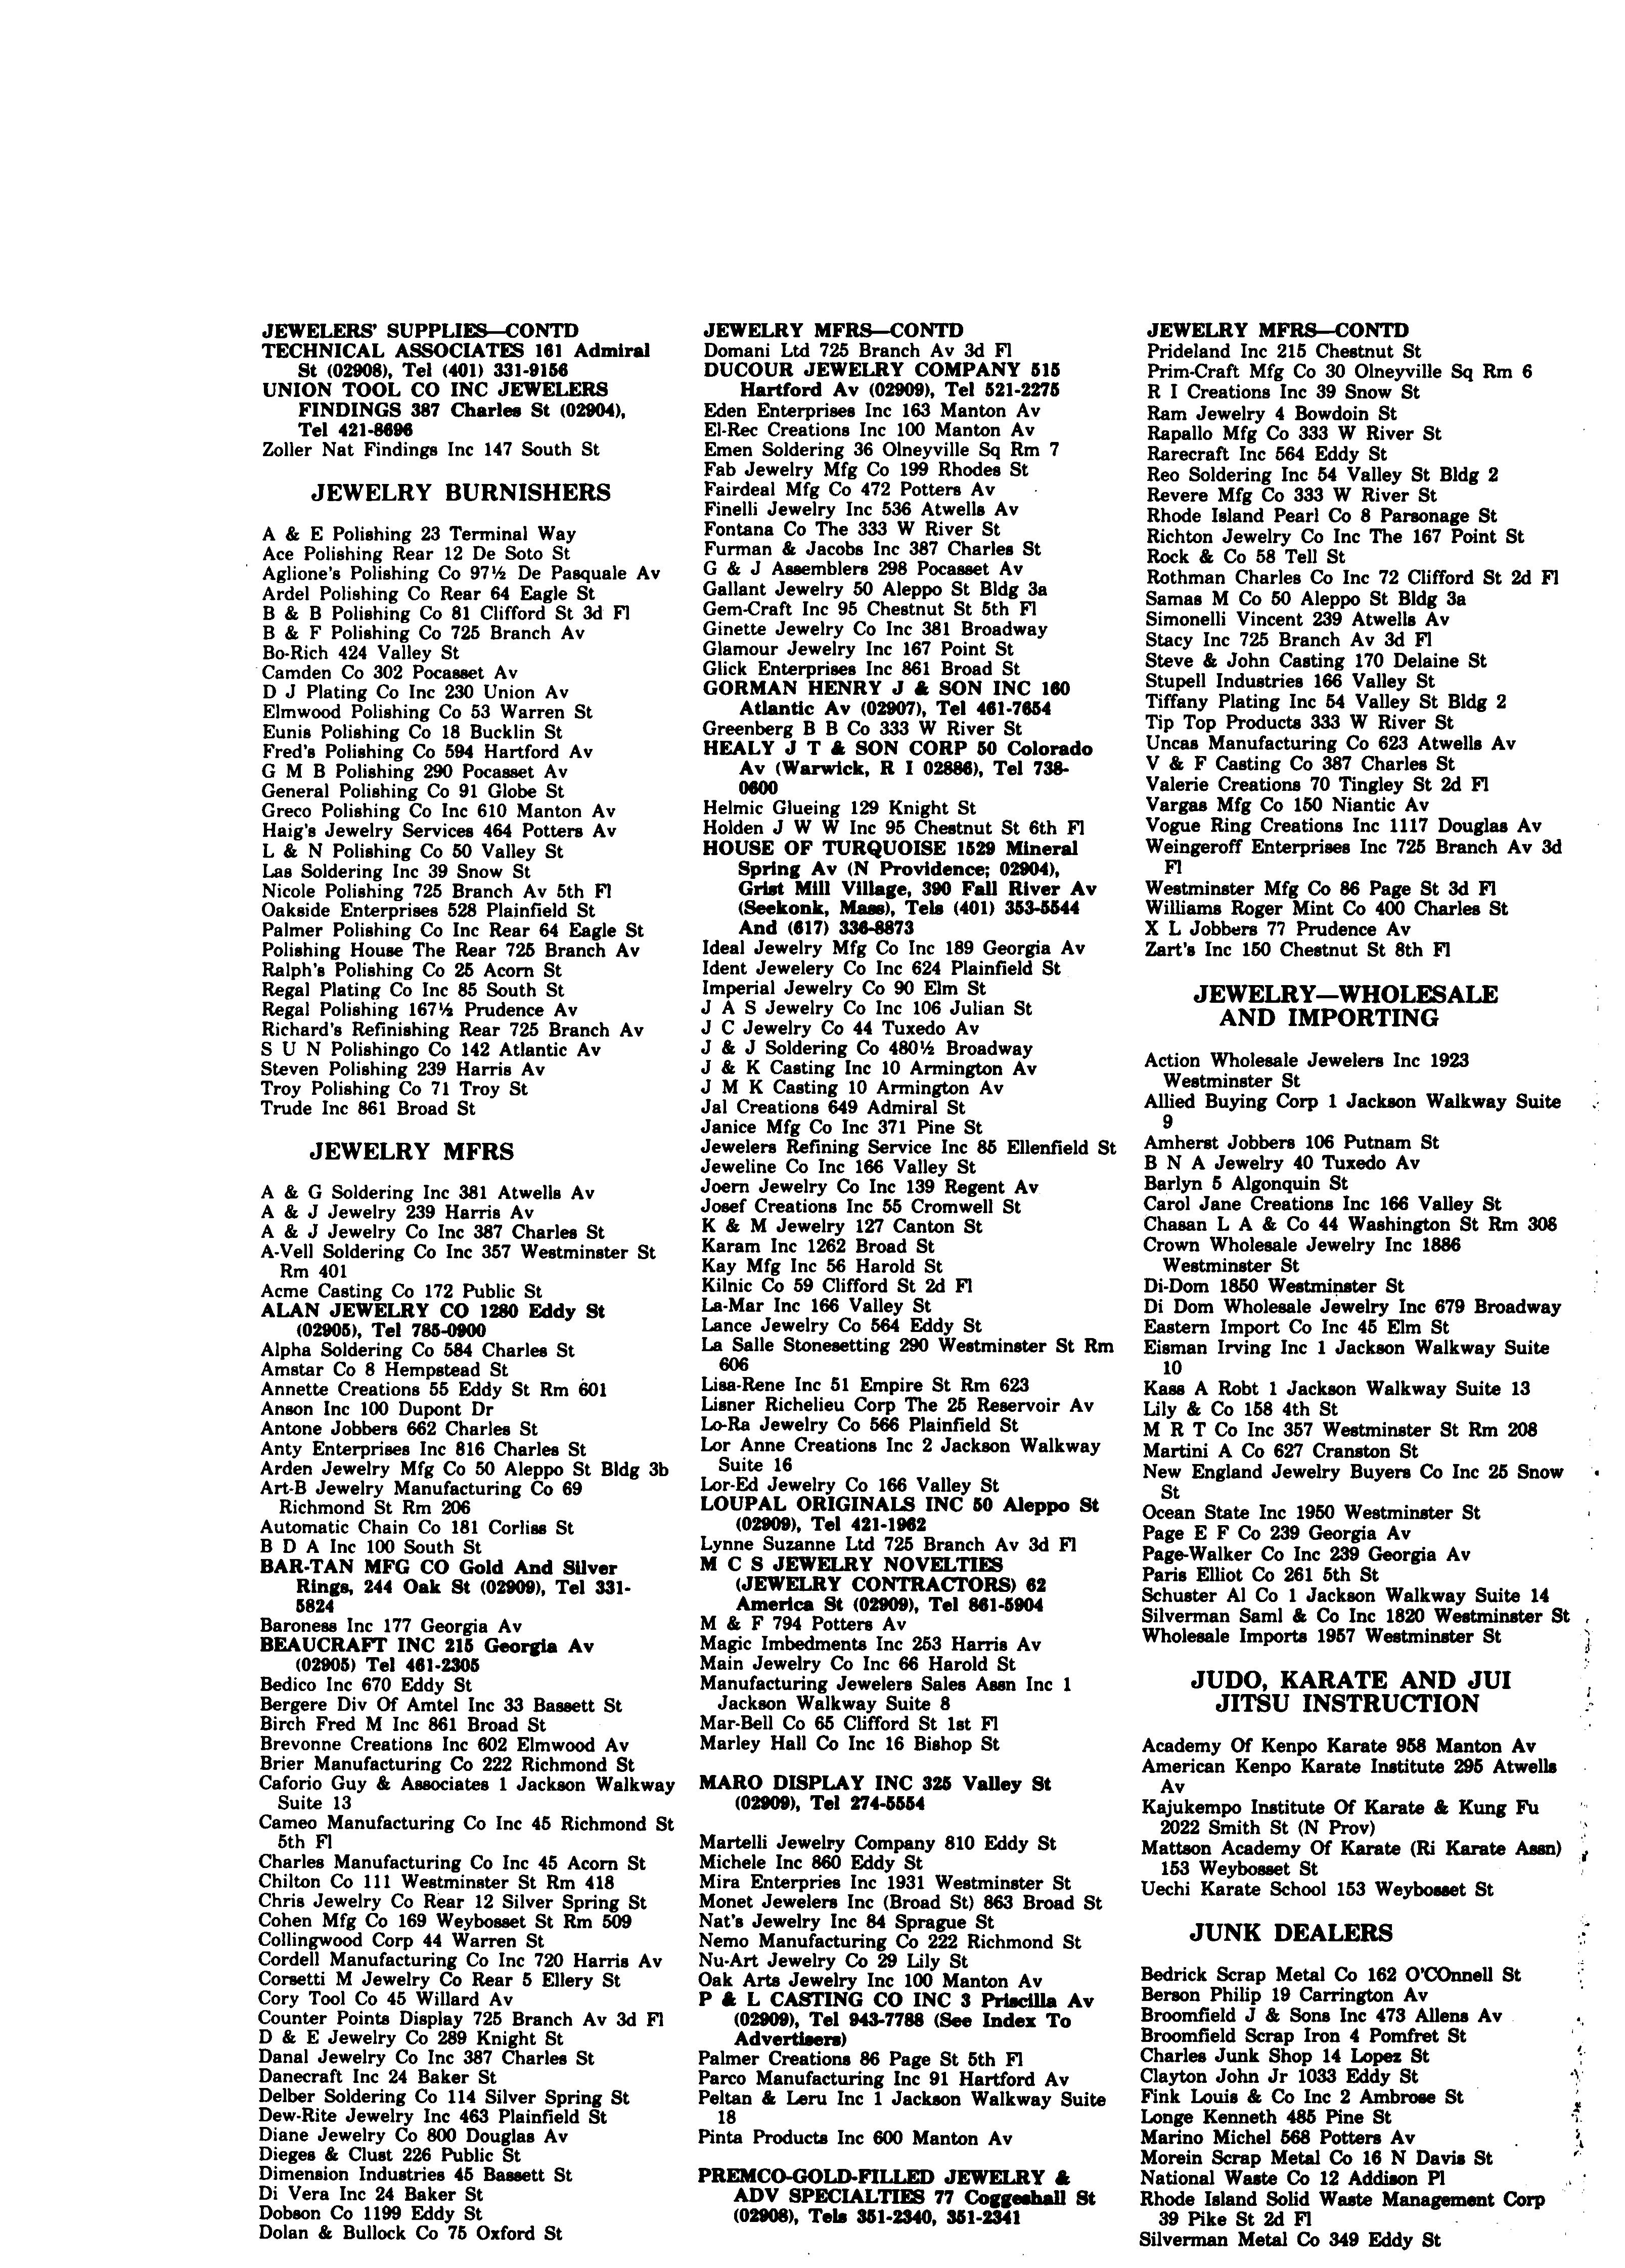 JEWELERS' SUPPLIES—CONTD
TECHNICAL ASSOCIATES 161 Admiral
St (02908), Tel (401) 331-9156
UNION TOOL CO INC JEWELERS
FINDINGS 387 Charles St (02904),
Tel 421-8696
Zoller Nat Findings Inc 147 South St
JEWELRY BURNISHERS
A & E Polishing 23 Terminal Way
Ace Polishing Rear 12 De Soto St
Aglione's Polishing Co 97½ De Pasquale Av
Ardel Polishing Co Rear 64 Eagle St
B & B Polishing Co 81 Clifford St 3d Fl
B & F Polishing Co 725 Branch Av
Bo-Rich 424 Valley St
Camden Co 302 Pocasset Av
D J Plating Co Inc 230 Union Av
Elmwood Polishing Co 53 Warren St
Eunis Polishing Co 18 Bucklin St
Fred's Polishing Co 594 Hartford Av
G M B Polishing 290 Pocasset Av
General Polishing Co 91 Globe St
Greco Polishing Co Inc 610 Manton Av
Haig's Jewelry Services 464 Potters Av
L & N Polishing Co 50 Valley St
Las Soldering Inc 39 Snow St
Nicole Polishing 725 Branch Av 5th Fl
Oakside Enterprises 528 Plainfield St
Palmer Polishing Co Inc Rear 64 Eagle St
Polishing House The Rear 725 Branch Av
Ralph's Polishing Co 25 Acorn St
Regal Plating Co Inc 85 South St
Regal Polishing 167½ Prudence Av
Richard's Refinishing Rear 725 Branch Av
S U N Polishingo Co 142 Atlantic Av
Steven Polishing 239 Harris Av
Troy Polishing Co 71 Troy St
Trude Inc 861 Broad St
JEWELRY MFRS
A & G Soldering Inc 381 Atwells Av
A & J Jewelry 239 Harris Av
A & J Jewelry Co Inc 387 Charles St
A-Vell Soldering Co Inc 357 Westminster St
Rm 401
Acme Casting Co 172 Public St
ALAN JEWELRY CO 1280 Eddy St
(02905), Tel 785-0900
Alpha Soldering Co 584 Charles St
Amstar Co 8 Hempstead St
Annette Creations 55 Eddy St Rm 601
Anson Inc 100 Dupont Dr
Antone Jobbers 662 Charles St
Anty Enterprises Inc 816 Charles St
Arden Jewelry Mfg Co 50 Aleppo St Bldg 3b
Art-B Jewelry Manufacturing Co 69
Richmond St Rm 206
Automatic Chain Co 181 Corliss St
B D A Inc 100 South St
BAR-TAN MFG CO Gold And Silver
Rings, 244 Oak St (02909), Tel 331-
5824
Baroness Inc 177 Georgia Av
BEAUCRAFT INC 215 Georgia Av
(02905) Tel 461-2305
Bedico Inc 670 Eddy St
Bergere Div Of Amtel Inc 33 Bassett St
Birch Fred M Inc 861 Broad St
Brevonne Creations Inc 602 Elmwood Av
Brier Manufacturing Co 222 Richmond St
Caforio Guy & Associates 1 Jackson Walkway
Suite 13
Cameo Manufacturing Co Inc 45 Richmond St
5th Fl
Charles Manufacturing Co Inc 45 Acorn St
Chilton Co 111 Westminster St Rm 418
Chris Jewelry Co Rear 12 Silver Spring St
Cohen Mfg Co 169 Weybosset St Rm 509
Collingwood Corp 44 Warren St
Cordell Manufacturing Co Inc 720 Harris Av
Corsetti M Jewelry Co Rear 5 Ellery St
Cory Tool Co 45 Willard Av
Counter Points Display 725 Branch Av 3d Fl
D & E Jewelry Co 289 Knight St
Danal Jewelry Co Inc 387 Charles St
Danecraft Inc 24 Baker St
Delber Soldering Co 114 Silver Spring St
Dew-Rite Jewelry Inc 463 Plainfield St
Diane Jewelry Co 800 Douglas Av
Dieges & Clust 226 Public St
Dimension Industries 45 Bassett St
Di Vera Inc 24 Baker St
Dobson Co 1199 Eddy St
Dolan & Bullock Co 75 Oxford St
JEWELRY MFRS—CONTD
Domani Ltd 725 Branch Av 3d Fl
DUCOUR JEWELRY COMPANY 515
Hartford Av (02909), Tel 521-2275
Eden Enterprises Inc 163 Manton Av
El-Rec Creations Inc 100 Manton Av
Emen Soldering 36 Olneyville Sq Rm 7
Fab Jewelry Mfg Co 199 Rhodes St
Fairdeal Mfg Co 472 Potters Av
Finelli Jewelry Inc 536 Atwells Av
Fontana Co The 333 W River St
Furman & Jacobs Inc 387 Charles St
G & J Assemblers 298 Pocasset Av
Gallant Jewelry 50 Aleppo St Bldg 3a
Gem-Craft Inc 95 Chestnut St 5th Fl
Ginette Jewelry Co Inc 381 Broadway
Glamour Jewelry Inc 167 Point St
Glick Enterprises Inc 861 Broad St
GORMAN HENRY J & SON INC 160
Atlantic Av (02907), Tel 461-7654
Greenberg B B Co 333 W River St
HEALY J T & SON CORP 50 Colorado
Av (Warwick, R I 02886), Tel 738-
0600
Helmic Glueing 129 Knight St
Holden J W W Inc 95 Chestnut St 6th Fl
HOUSE OF TURQUOISE 1529 Mineral
Spring Av (N Providence; 02904),
Grist Mill Village, 390 Fall River Av
(Seekonk, Mass), Tels (401) 353-5544
And (617) 336-8873
Ideal Jewelry Mfg Co Inc 189 Georgia Av
Ident Jewelery Co Inc 624 Plainfield St
Imperial Jewelry Co 90 Elm St
J A S Jewelry Co Inc 106 Julian St
J C Jewelry Co 44 Tuxedo Av
J & J Soldering Co 480½ Broadway
J & K Casting Inc 10 Armington Av
J M K Casting 10 Armington Av
Jal Creations 649 Admiral St
Janice Mfg Co Inc 371 Pine St
Jewelers Refining Service Inc 85 Ellenfield St
Jeweline Co Inc 166 Valley St
Joern Jewelry Co Inc 139 Regent Av
Josef Creations Inc 55 Cromwell St
K & M Jewelry 127 Canton St
Karam Inc 1262 Broad St
Kay Mfg Inc 56 Harold St
Kilnic Co 59 Clifford St 2d Fl
La-Mar Inc 166 Valley St
Lance Jewelry Co 564 Eddy St
La Salle Stonesetting 290 Westminster St Rm
606
Lisa-Rene Inc 51 Empire St Rm 623
Lisner Richelieu Corp The 25 Reservoir Av
Lo-Ra Jewelry Co 566 Plainfield St
Lor Anne Creations Inc 2 Jackson Walkway
Suite 16
Lor-Ed Jewelry Co 166 Valley St
LOUPAL ORIGINALS INC 50 Aleppo St
(02909), Tel 421-1962
Lynne Suzanne Ltd 725 Branch Av 3d Fl
M C S JEWELRY NOVELTIES
(JEWELRY CONTRACTORS) 62
America St (02909), Tel 861-5904
M & F 794 Potters Av
Magic Imbedments Inc 253 Harris Av
Main Jewelry Co Inc 66 Harold St
Manufacturing Jewelers Sales Assn Inc 1
Jackson Walkway Suite 8
Mar-Bell Co 65 Clifford St 1st Fl
Marley Hall Co Inc 16 Bishop St
MARO DISPLAY INC 325 Valley St
(02909), Tel 274-5554
Martelli Jewelry Company 810 Eddy St
Michele Inc 860 Eddy St
Mira Enterpries Inc 1931 Westminster St
Monet Jewelers Inc (Broad St) 863 Broad St
Nat's Jewelry Inc 84 Sprague St
Nemo Manufacturing Co 222 Richmond St
Nu-Art Jewelry Co 29 Lily St
Oak Arts Jewelry Inc 100 Manton Av
P & L CASTING CO INC 3 Priscilla Av
(02909), Tel 943-7788 (See Index To
Advertisers)
Palmer Creations 86 Page St 5th Fl
Parco Manufacturing Inc 91 Hartford Av
Peltan & Leru Inc 1 Jackson Walkway Suite
18
Pinta Products Inc 600 Manton Av
PREMCO-GOLD-FILLED JEWELRY &
ADV SPECIALTIES 77 Coggeshall St
(02908), Tels 351-2340, 351-2341
JEWELRY MFRS—CONTD
Prideland Inc 215 Chestnut St
Prim-Craft Mfg Co 30 Olneyville Sq Rm 6
R I Creations Inc 39 Snow St
Ram Jewelry 4 Bowdoin St
Rapallo Mfg Co 333 W River St
Rarecraft Inc 564 Eddy St
Reo Soldering Inc 54 Valley St Bldg 2
Revere Mfg Co 333 W River St
Rhode Island Pearl Co 8 Parsonage St
Richton Jewelry Co Inc The 167 Point St
Rock & Co 58 Tell St
Rothman Charles Co Inc 72 Clifford St 2d Fl
Samas M Co 50 Aleppo St Bldg 3a
Simonelli Vincent 239 Atwells Av
Stacy Inc 725 Branch Av 3d Fl
Steve & John Casting 170 Delaine St
Stupell Industries 166 Valley St
Tiffany Plating Inc 54 Valley St Bldg 2
Tip Top Products 333 W River St
Uncas Manufacturing Co 623 Atwells Av
V & F Casting Co 387 Charles St
Valerie Creations 70 Tingley St 2d Fl
Vargas Mfg Co 150 Niantic Av
Vogue Ring Creations Inc 1117 Douglas Av
Weingeroff Enterprises Inc 725 Branch Av 3d
Fl
Westminster Mfg Co 86 Page St 3d Fl
Williams Roger Mint Co 400 Charles St
X L Jobbers 77 Prudence Av
Zart's Inc 150 Chestnut St 8th Fl
JEWELRY—WHOLESALE
AND IMPORTING
Action Wholesale Jewelers Inc 1923
Westminster St
Allied Buying Corp 1 Jackson Walkway Suite
9
Amherst Jobbers 106 Putnam St
B N A Jewelry 40 Tuxedo Av
Barlyn 5 Algonquin St
Carol Jane Creations Inc 166 Valley St
Chasan L A & Co 44 Washington St Rm 308
Crown Wholesale Jewelry Inc 1886
Westminster St
Di-Dom 1850 Westminster St
Di Dom Wholesale Jewelry Inc 679 Broadway
Eastern Import Co Inc 45 Elm St
Eisman Irving Inc 1 Jackson Walkway Suite
10
Kass A Robt 1 Jackson Walkway Suite 13
Lily & Co 158 4th St
M R T Co Inc 357 Westminster St Rm 208
Martini A Co 627 Cranston St
New England Jewelry Buyers Co Inc 25 Snow
St
Ocean State Inc 1950 Westminster St
Page E F Co 239 Georgia Av
Page-Walker Co Inc 239 Georgia Av
Paris Elliot Co 261 5th St
Schuster Al Co 1 Jackson Walkway Suite 14
Silverman Saml & Co Inc 1820 Westminster St
Wholesale Imports 1957 Westminster St
JUDO, KARATE AND JUI
JITSU INSTRUCTION
Academy Of Kenpo Karate 958 Manton Av
American Kenpo Karate Institute 295 Atwells
Av
Kajukempo Institute Of Karate & Kung Fu
2022 Smith St (N Prov)
Mattson Academy Of Karate (Ri Karate Assn)
153 Weybosset St
Uechi Karate School 153 Weybosset St
JUNK DEALERS
Bedrick Scrap Metal Co 162 O'COnnell St
Berson Philip 19 Carrington Av
Broomfield J & Sons Inc 473 Allens Av
Broomfield Scrap Iron 4 Pomfret St
Charles Junk Shop 14 Lopez St
Clayton John Jr 1033 Eddy St
Fink Louis & Co Inc 2 Ambrose St
Longe Kenneth 485 Pine St
Marino Michel 568 Potters Av
Morein Scrap Metal Co 16 N Davis St
National Waste Co 12 Addison Pl
Rhode Island Solid Waste Management Corp
39 Pike St 2d Fl
Silverman Metal Co 349 Eddy St